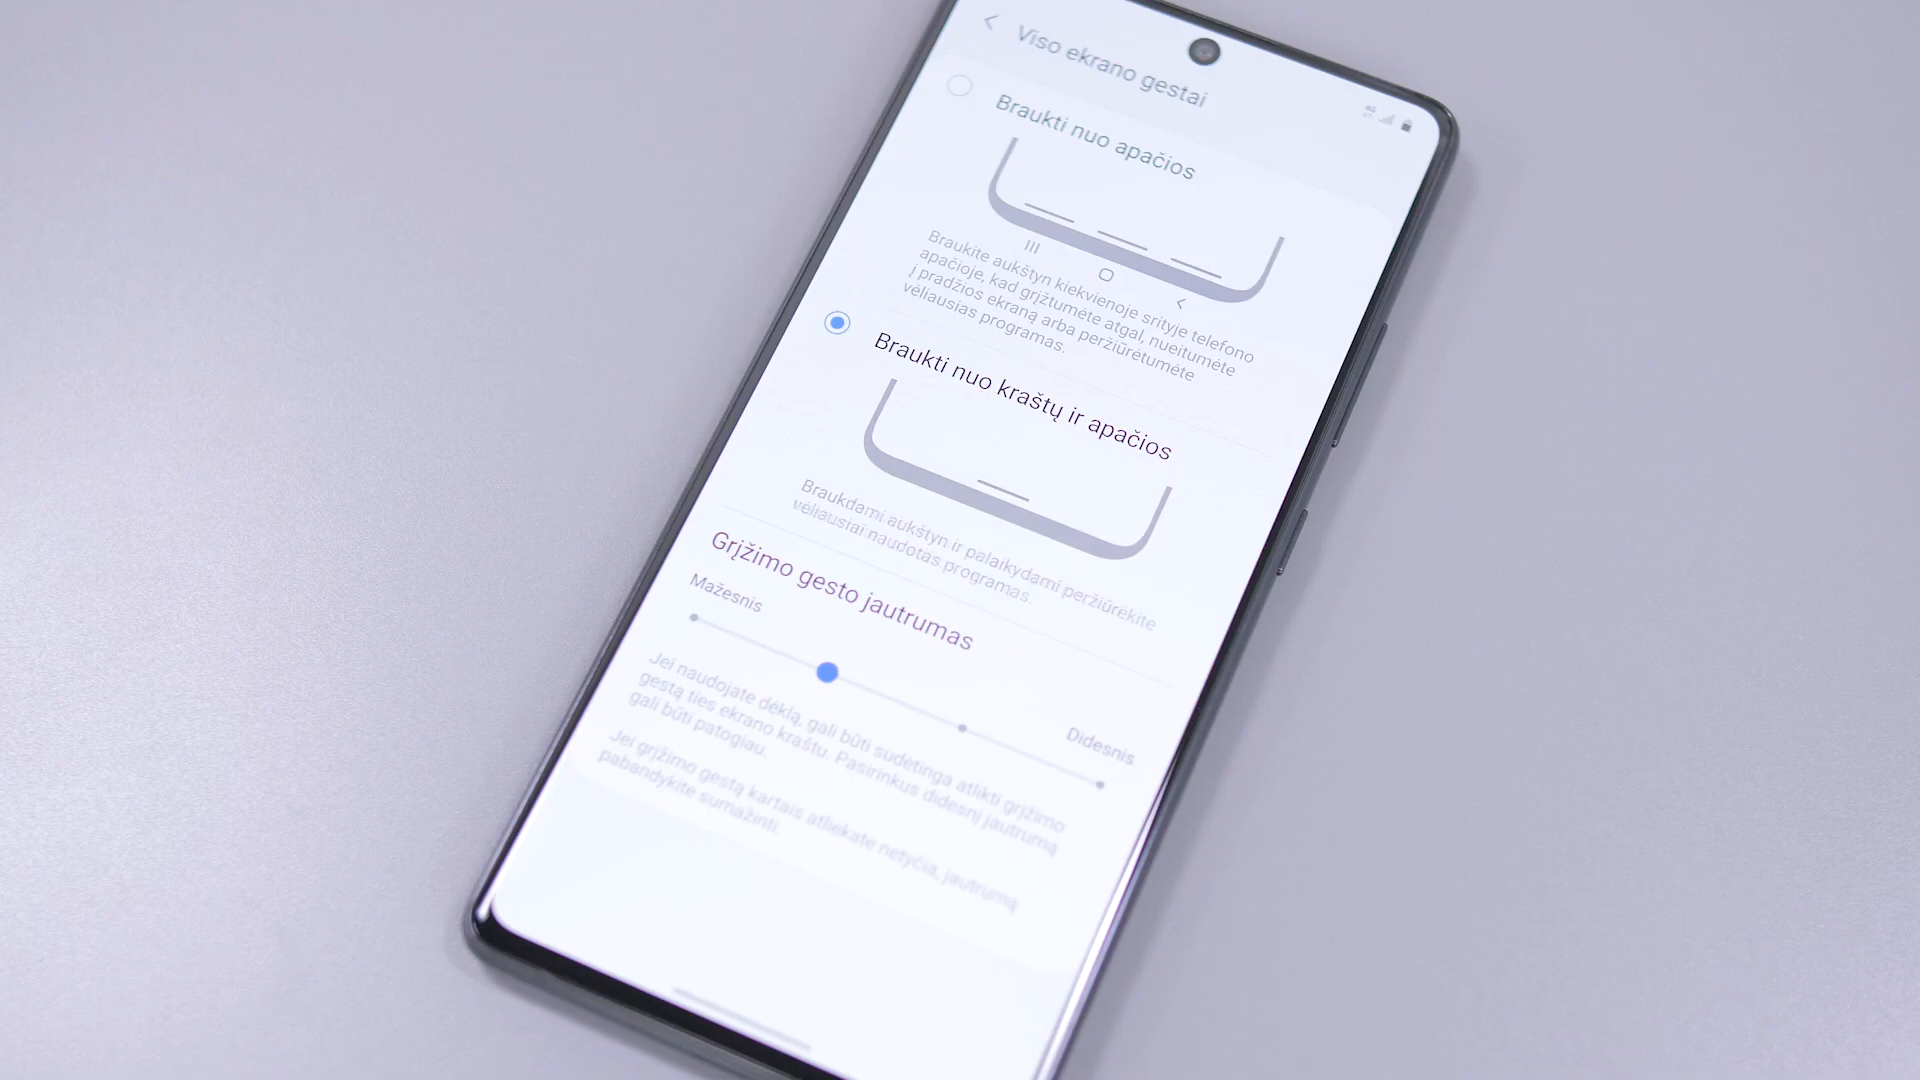 Viso ekrano gestai
Braukti nuo apačios
Braukite aukštyn kiekvienoje srityje telefono
apačioje, kad grįžtumėte atgal, nueitumėte
į pradžios ekraną arba peržiūrėtumėte
vėliausias programas.
Braukti nuo kraštų ir apačios
Braukdami aukštyn ir palaikydami peržiūrėkite
vėliausiai naudotas programas.
Grįžimo gesto jautrumas
Mažesnis
Didesnis
Jei naudojate dėklą, gali būti sudėtinga atlikti grįžimo
gestą ties ekrano kraštu. Pasirinkus didesnį jautrumą
gali būti patogiau.
Jei grįžimo gestą kartais atliekate netyčia, jautrumą
pabandykite sumažinti.